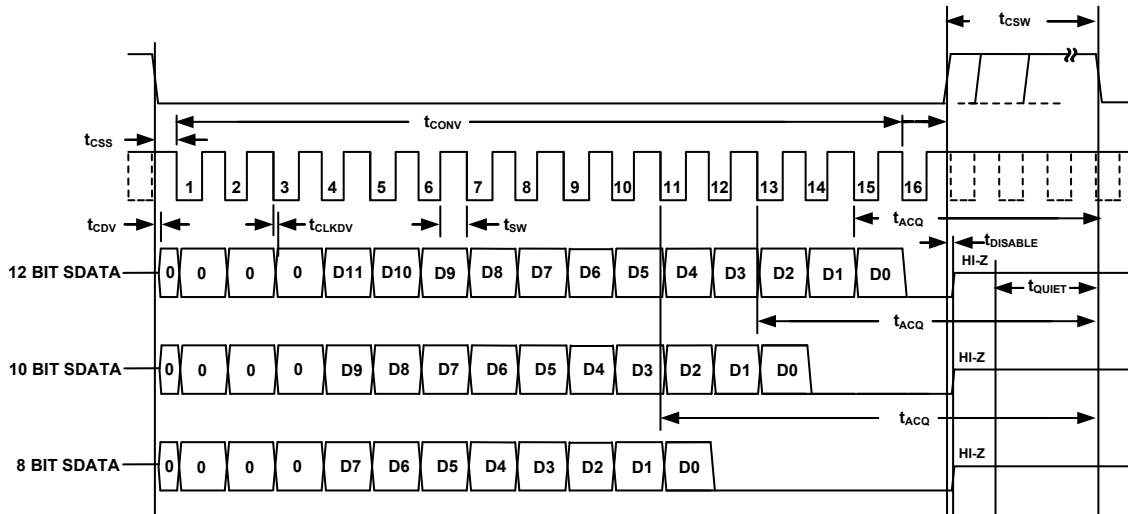 tCSW
tCONV
tCSS
1 2 3 4 5 6 7 8 9 10 11 12 13 14 15 16
tCDV tCLKDV tSW tACQ
tDISABLE
12 BIT SDATA 0 0 0 0 D11 D10 D9 D8 D7 D6 D5 D4 D3 D2 D1 D0 HI-Z
tQUIET
tACQ
10 BIT SDATA 0 0 0 0 D9 D8 D7 D6 D5 D4 D3 D2 D1 D0 HI-Z
tACQ
8 BIT SDATA 0 0 0 0 D7 D6 D5 D4 D3 D2 D1 D0 HI-Z